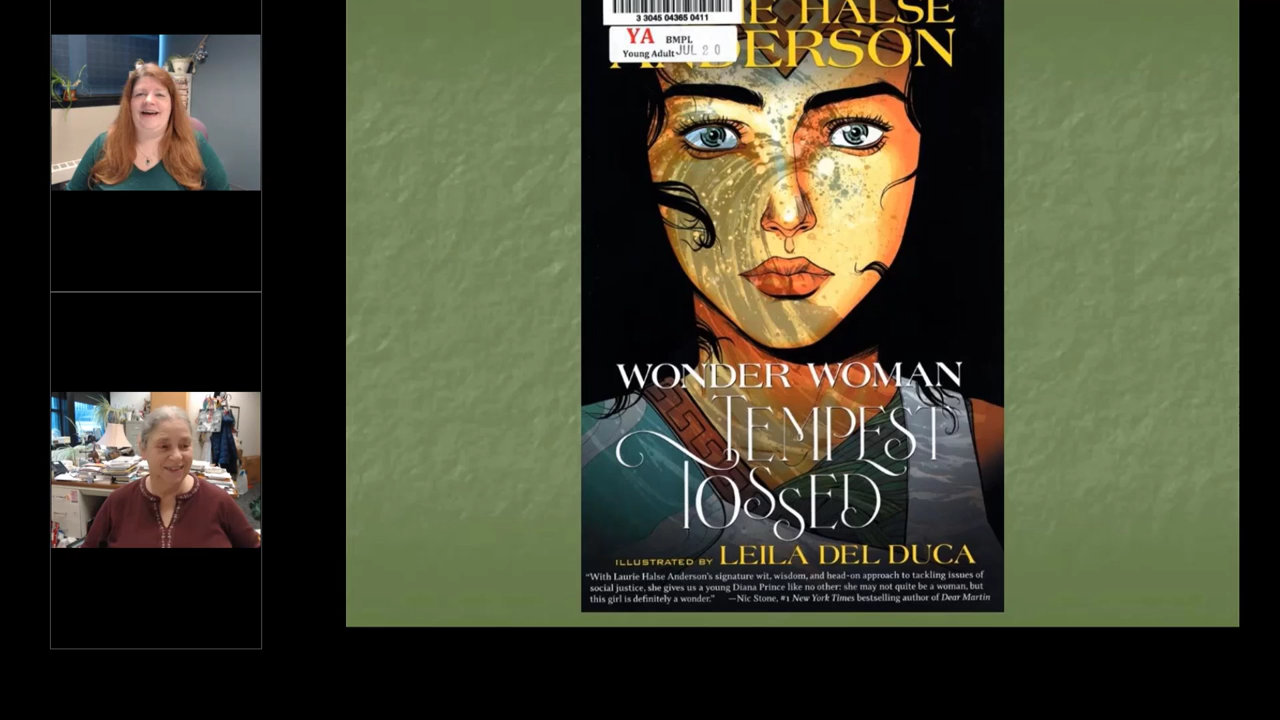 3 3045 04365 0411
YA BMPL
Young Adult JUL 20
HALSE
ANDERSON
WONDER WOMAN
TEMPEST
TOSSED
ILLUSTRATED BY LEILA DEL DUCA
“With Laurie Halse Anderson's signature wit, wisdom, and head-on approach to tackling issues of
social justice, she gives us a young Diana Prince like no other: she may not quite be a woman, but
this girl is definitely a wonder.” —Nic Stone, #1 New York Times bestselling author of Dear Martin